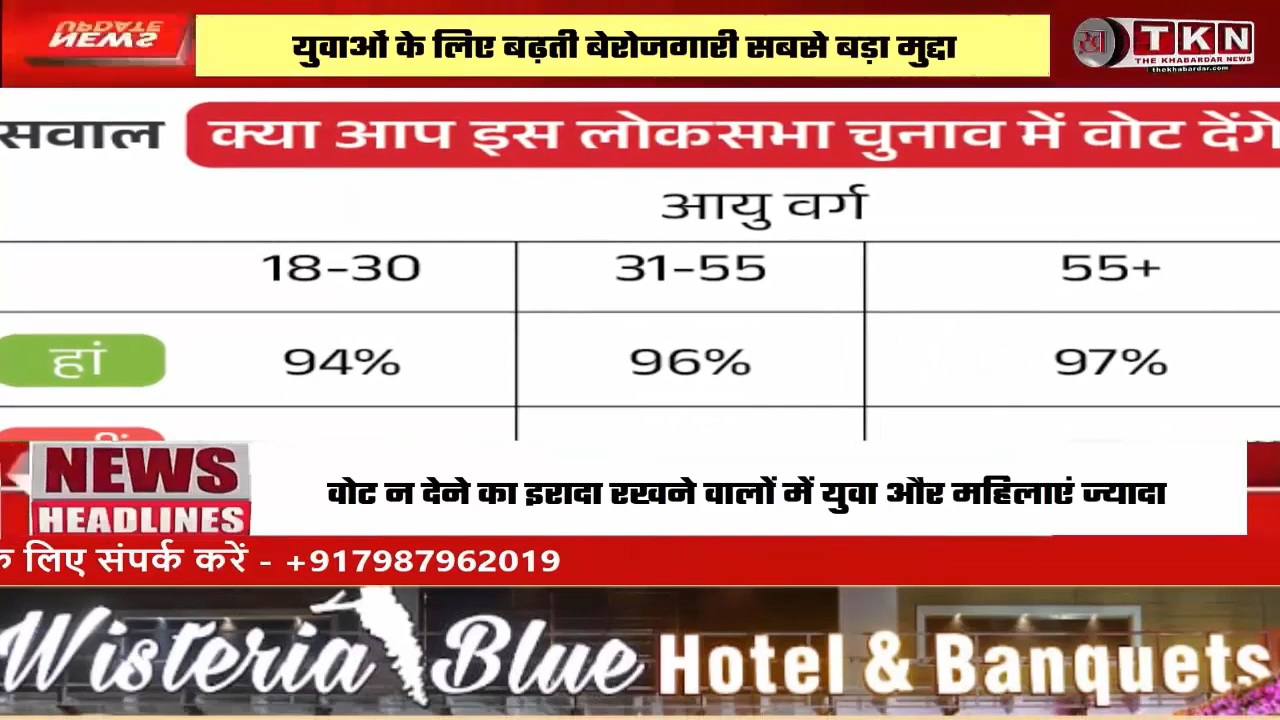 UPDATE
NEWS
युवाओं के लिए बढ़ती बेरोजगारी सबसे बड़ा मुद्दा
TKN
THE KHABARDAR NEWS
thekhabardar.com
सवाल क्या आप इस लोकसभा चुनाव में वोट देंगे
आयु वर्ग
18-30 31-55 55+
हां 94% 96% 97%
NEWS
HEADLINES
वोट न देने का इरादा रखने वालों में युवा और महिलाएं ज्यादा
लिए संपर्क करें - +917987962019
Wisteria Blue Hotel & Banquets